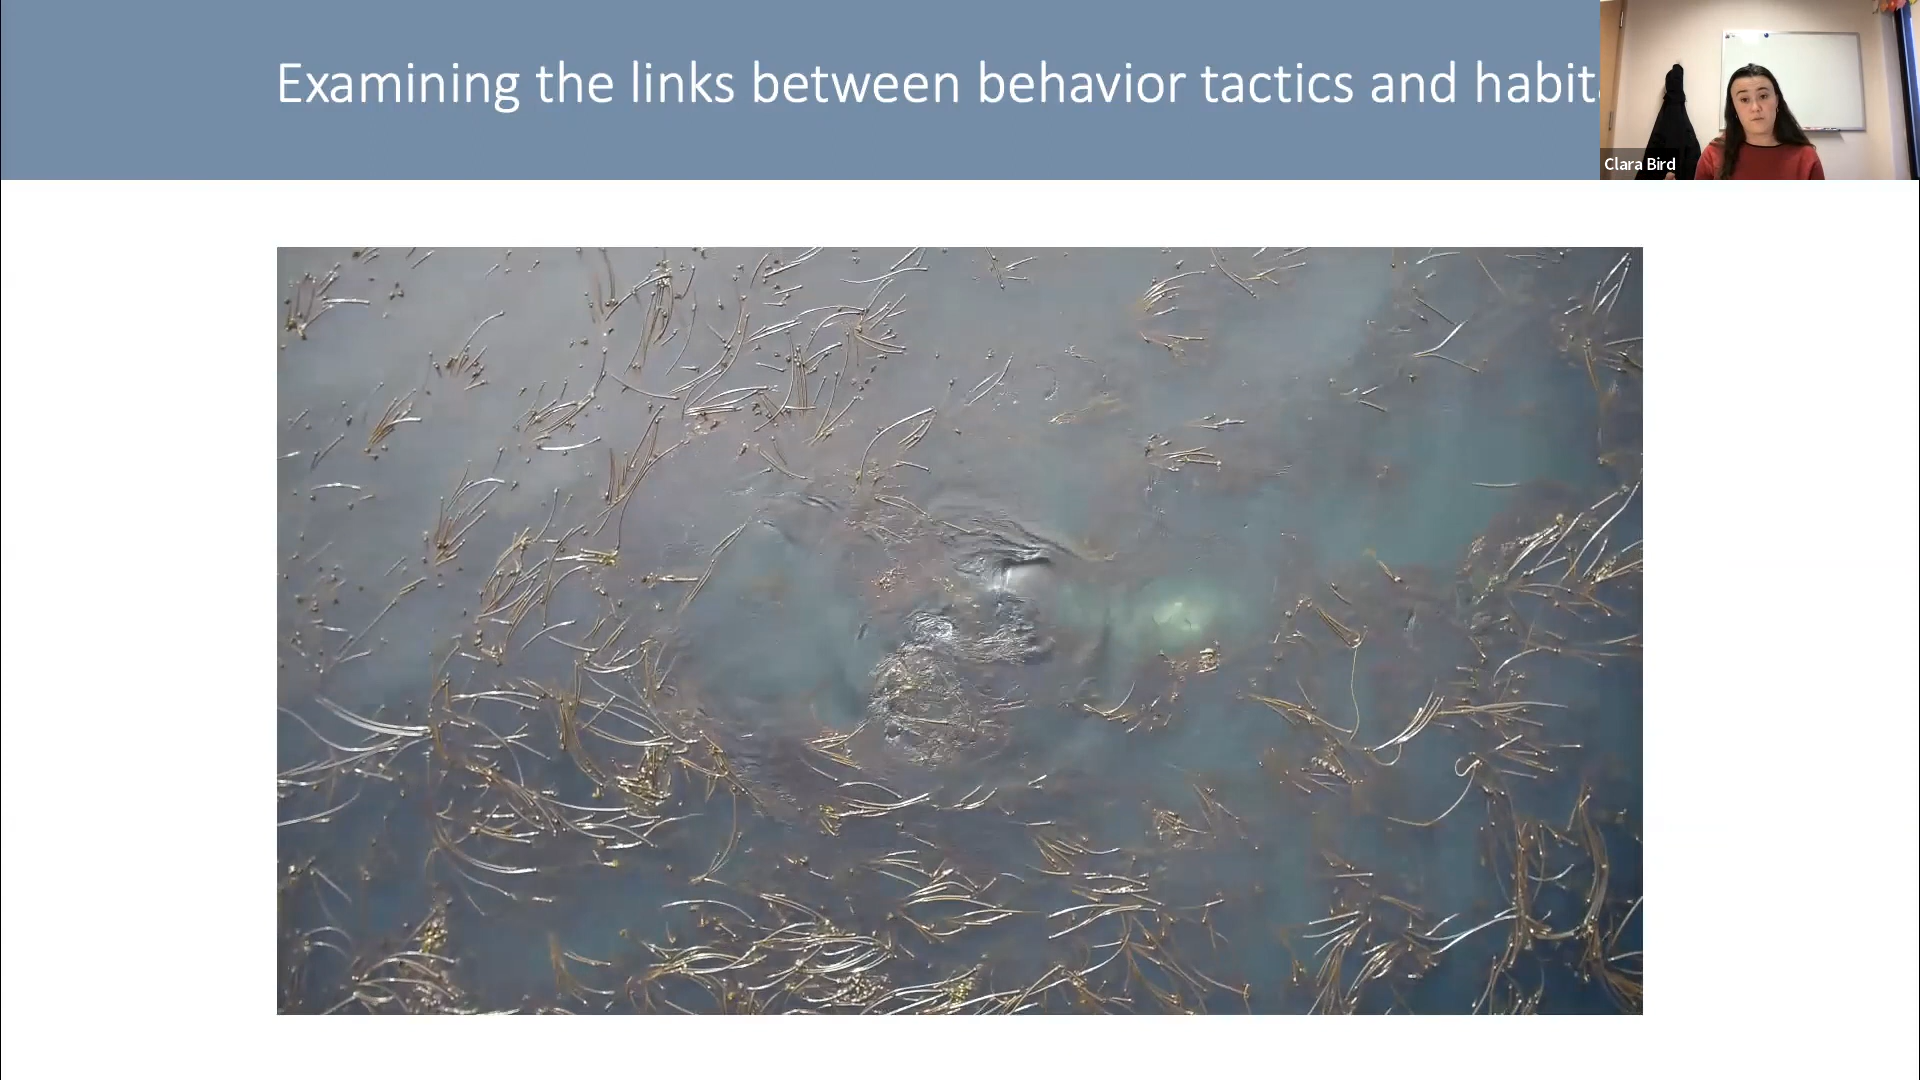 Examining the links between behavior tactics and habit
Clara Bird